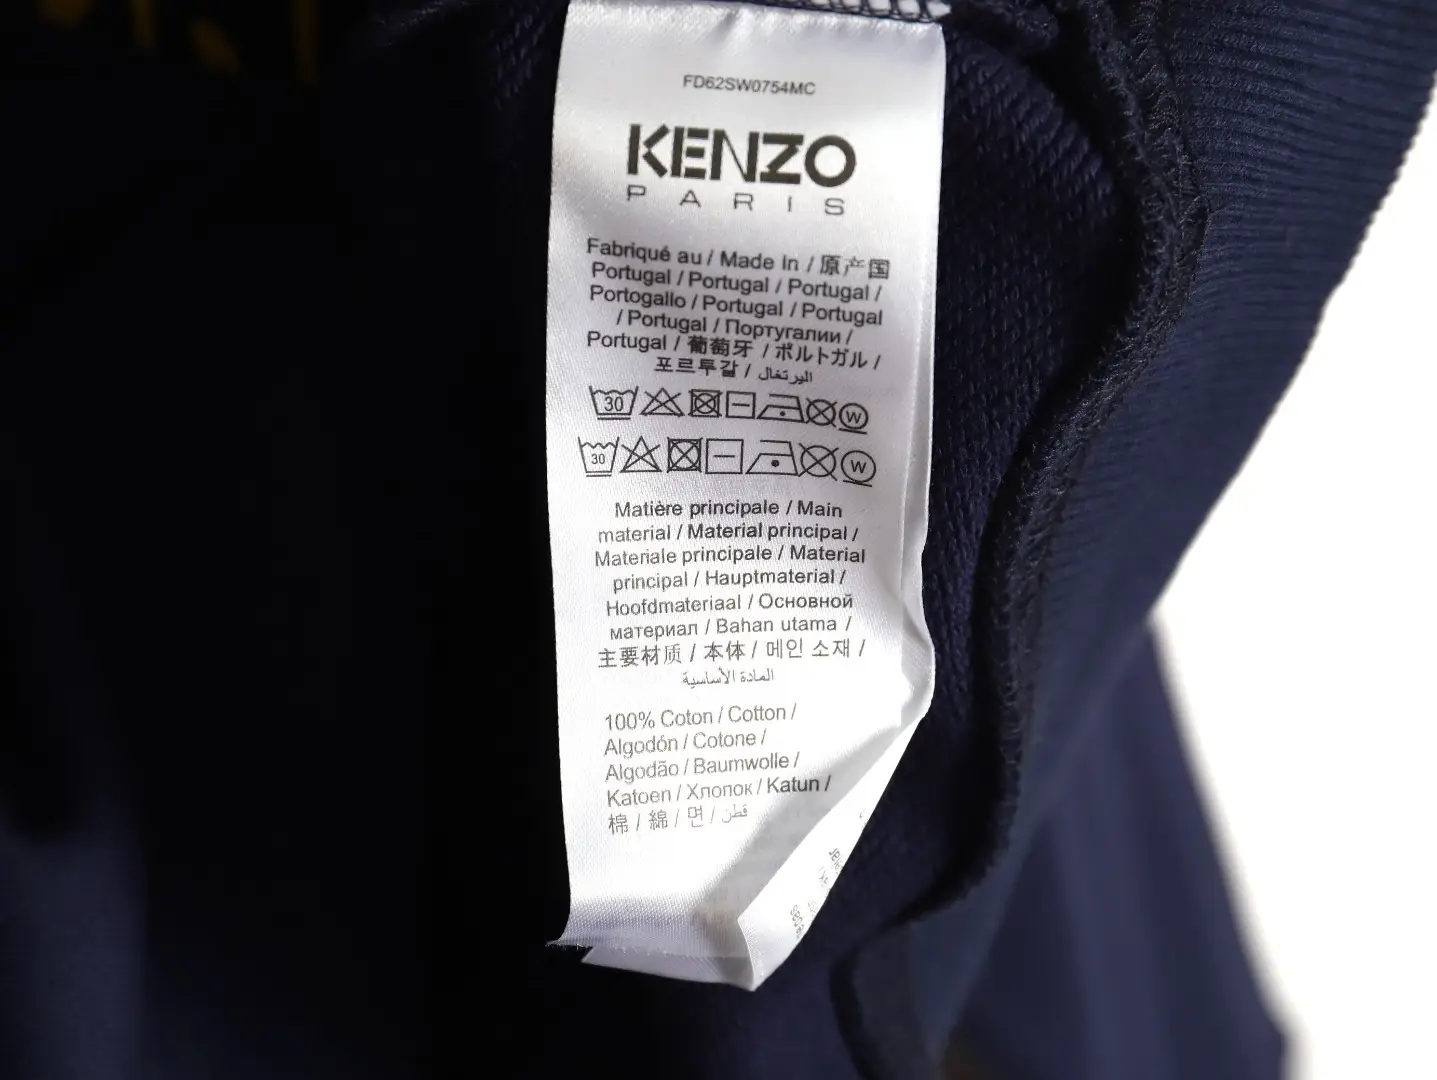 FD62SW0754MC
KENZO
PARIS
Fabriqué au / Made in / 原产国
Portugal / Portugal / Portugal /
Portogallo / Portugal / Portugal
/ Portugal / Португалии /
Portugal / 葡萄牙 / ポルトガル /
포르투갈 / البرتغال
30 W
30 W
Matière principale / Main
material / Material principal /
Materiale principale / Material
principal / Hauptmaterial /
Hoofdmateriaal / Основной
материал / Bahan utama /
主要材质 / 本体 / 메인 소재 /
المادة الأساسية
100% Coton / Cotton /
Algodón / Cotone /
Algodão / Baumwolle /
Katoen / Хлопок / Katun /
棉 / 綿 / 면 / قطن